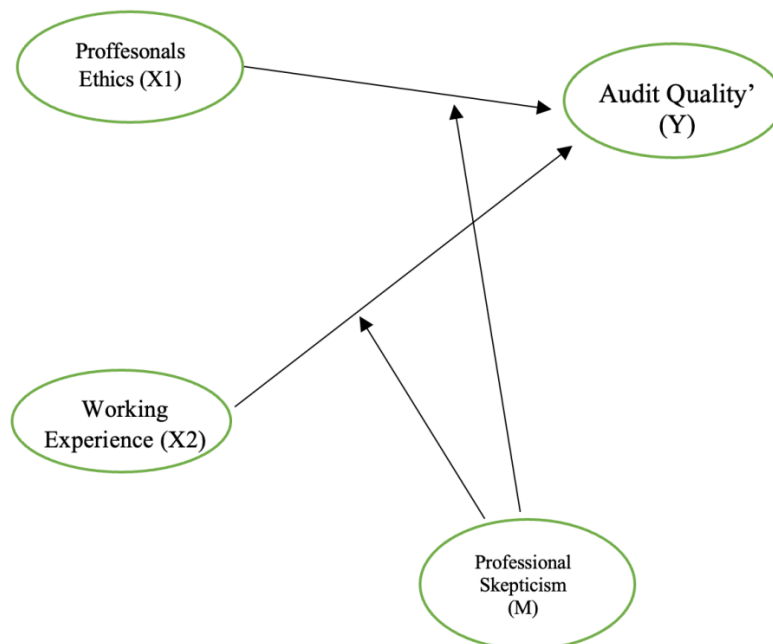 Proffesonals
Ethics (X1)
Audit Quality’
(Y)
Working
Experience (X2)
Professional
Skepticism
(M)